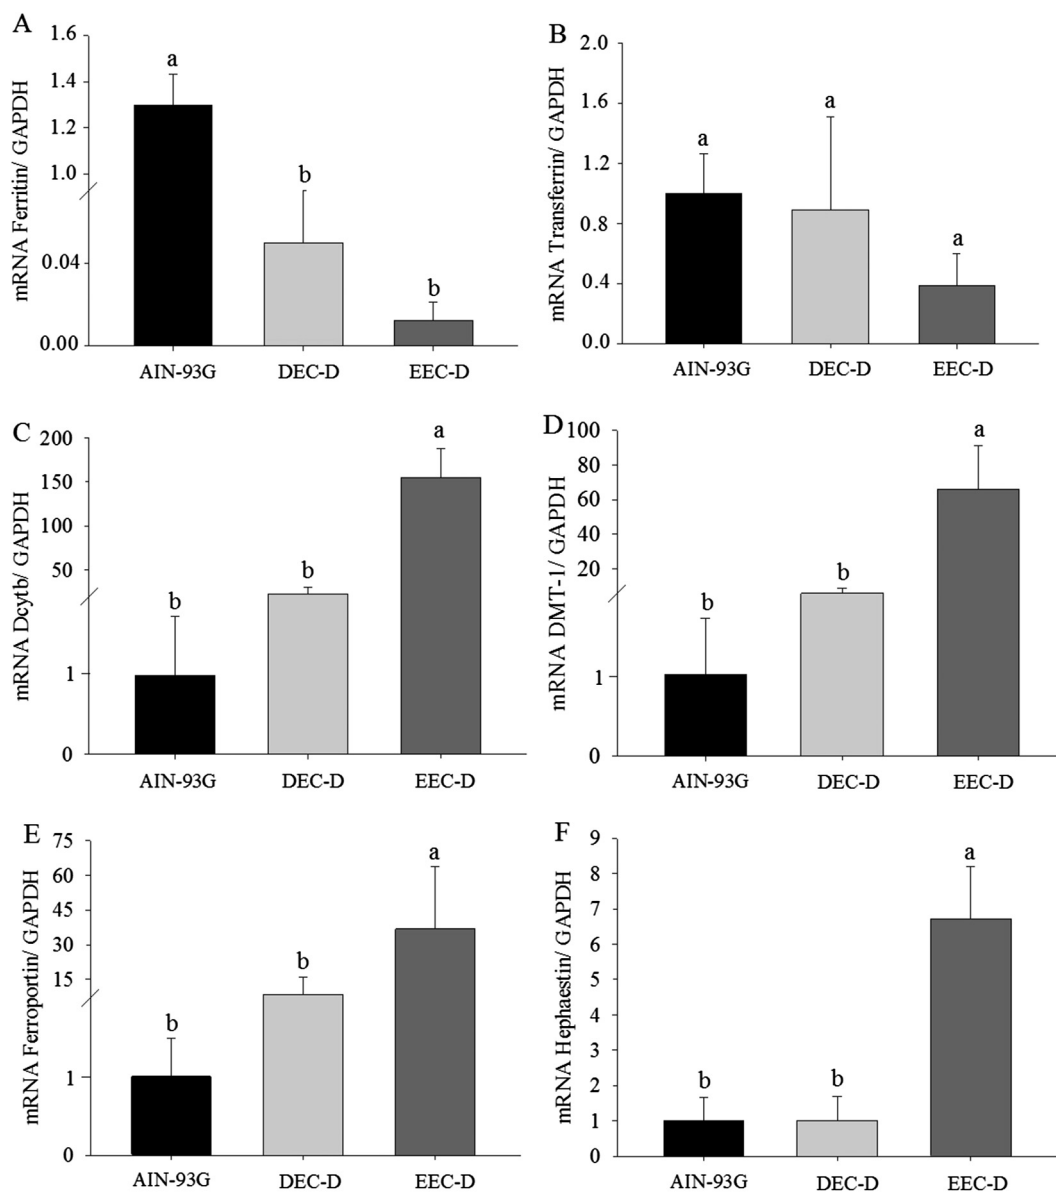 A
mRNA Ferritin/ GAPDH
1.6
1.4
1.2
1.0
0.04
0.00
a
b
b
AIN-93G DEC-D EEC-D
B
mRNA Transferrin/ GAPDH
2.0
1.6
1.2
0.8
0.4
0.0
a
a
a
AIN-93G DEC-D EEC-D
C
mRNA Dcytb/ GAPDH
200
150
100
50
1
0
b
b
a
AIN-93G DEC-D EEC-D
D
mRNA DMT-1/ GAPDH
100
80
60
40
20
1
0
b
b
a
AIN-93G DEC-D EEC-D
E
mRNA Ferroportin/ GAPDH
75
60
45
30
15
1
0
b
b
a
AIN-93G DEC-D EEC-D
F
mRNA Hephaestin/ GAPDH
9
8
7
6
5
4
3
2
1
0
b
b
a
AIN-93G DEC-D EEC-D